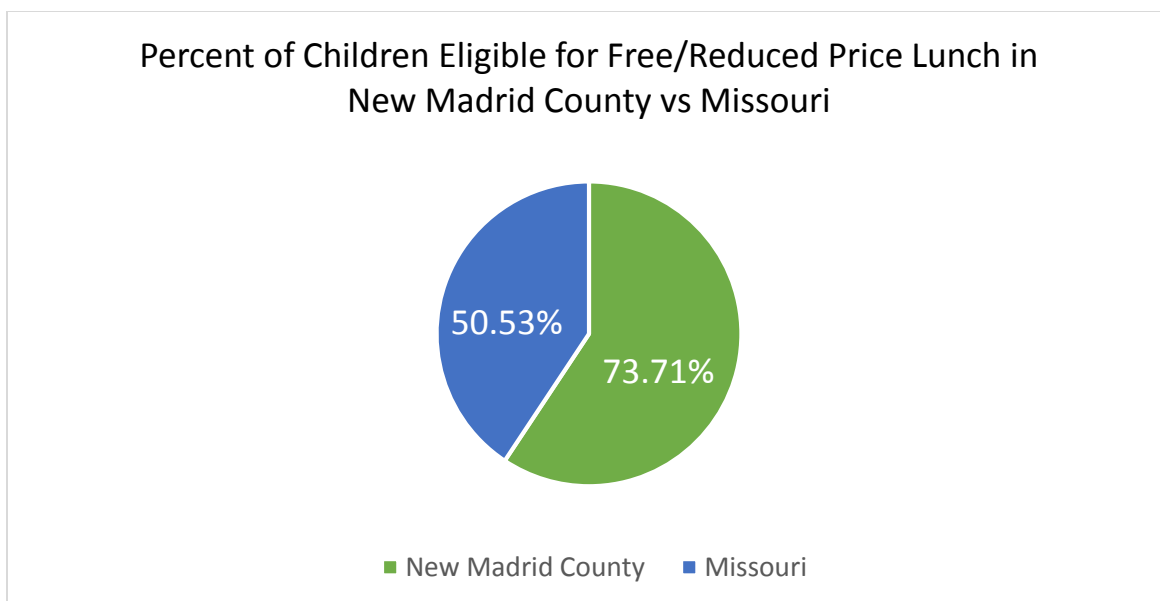 Percent of Children Eligible for Free/Reduced Price Lunch in
New Madrid County vs Missouri
50.53%
73.71%
New Madrid County Missouri